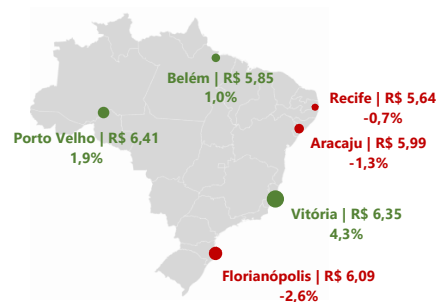 Belém | R$ 5,85
1,0%
Recife | R$ 5,64
-0,7%
Porto Velho | R$ 6,41
1,9%
Aracaju | R$ 5,99
-1,3%
Vitória | R$ 6,35
4,3%
Florianópolis | R$ 6,09
-2,6%